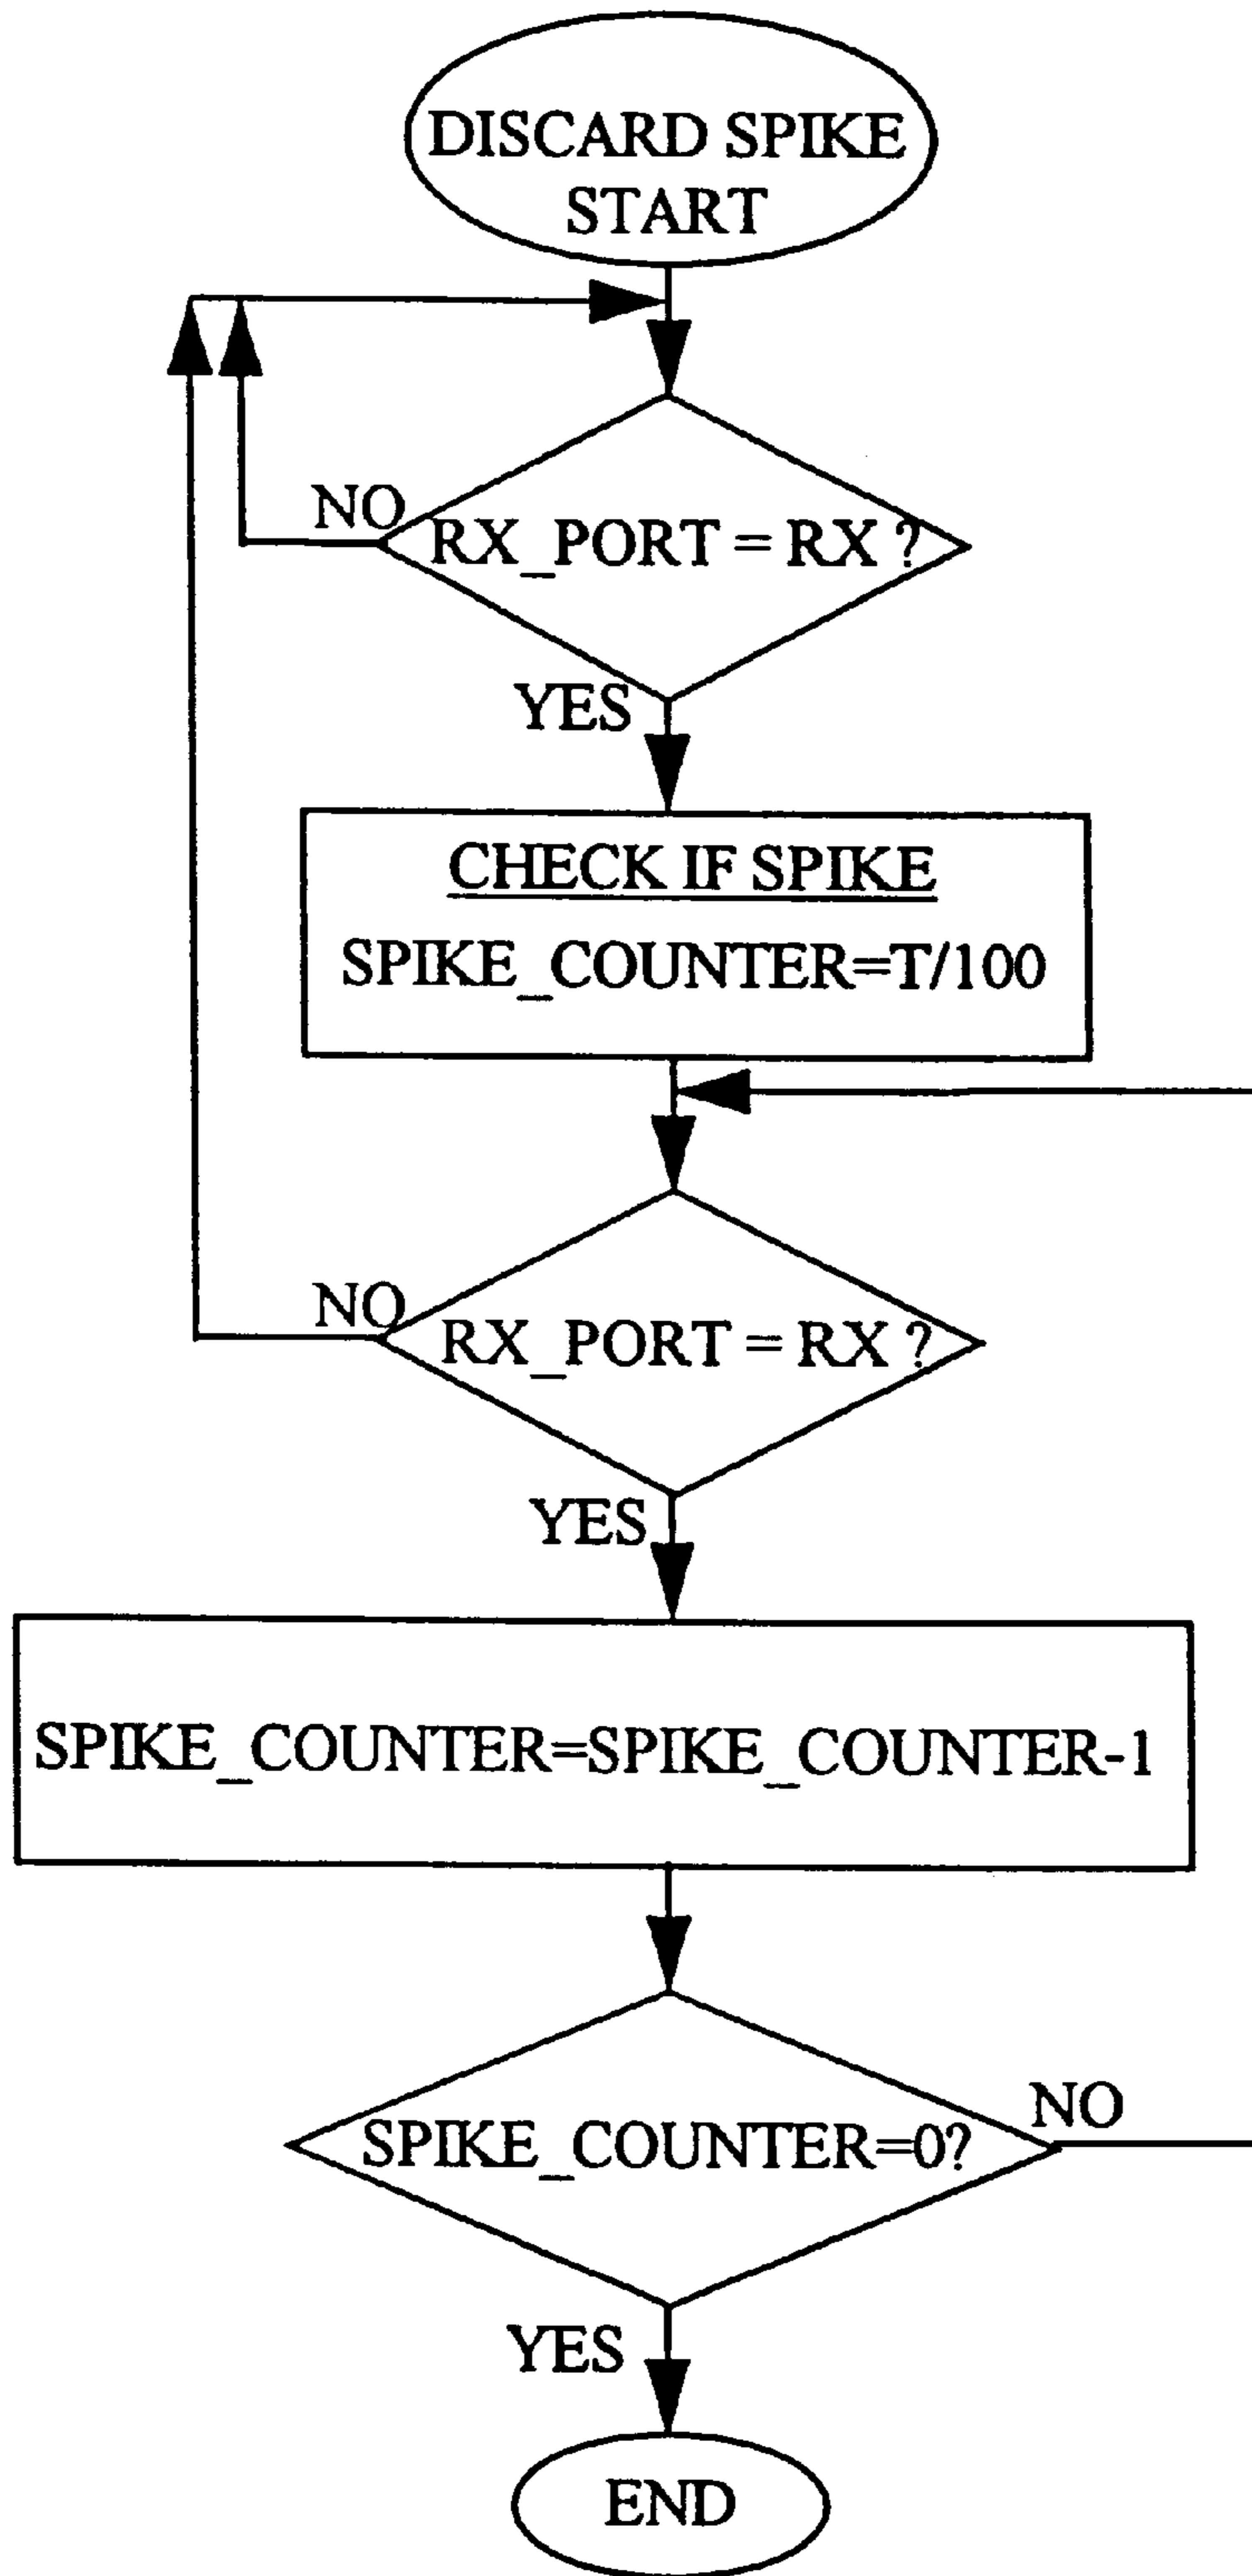 DISCARD SPIKE
START
NO
RX_PORT = RX ?
YES
CHECK IF SPIKE
SPIKE_COUNTER=T/100
NO
RX_PORT = RX ?
YES
SPIKE_COUNTER=SPIKE_COUNTER-1
NO
SPIKE_COUNTER=0?
YES
END